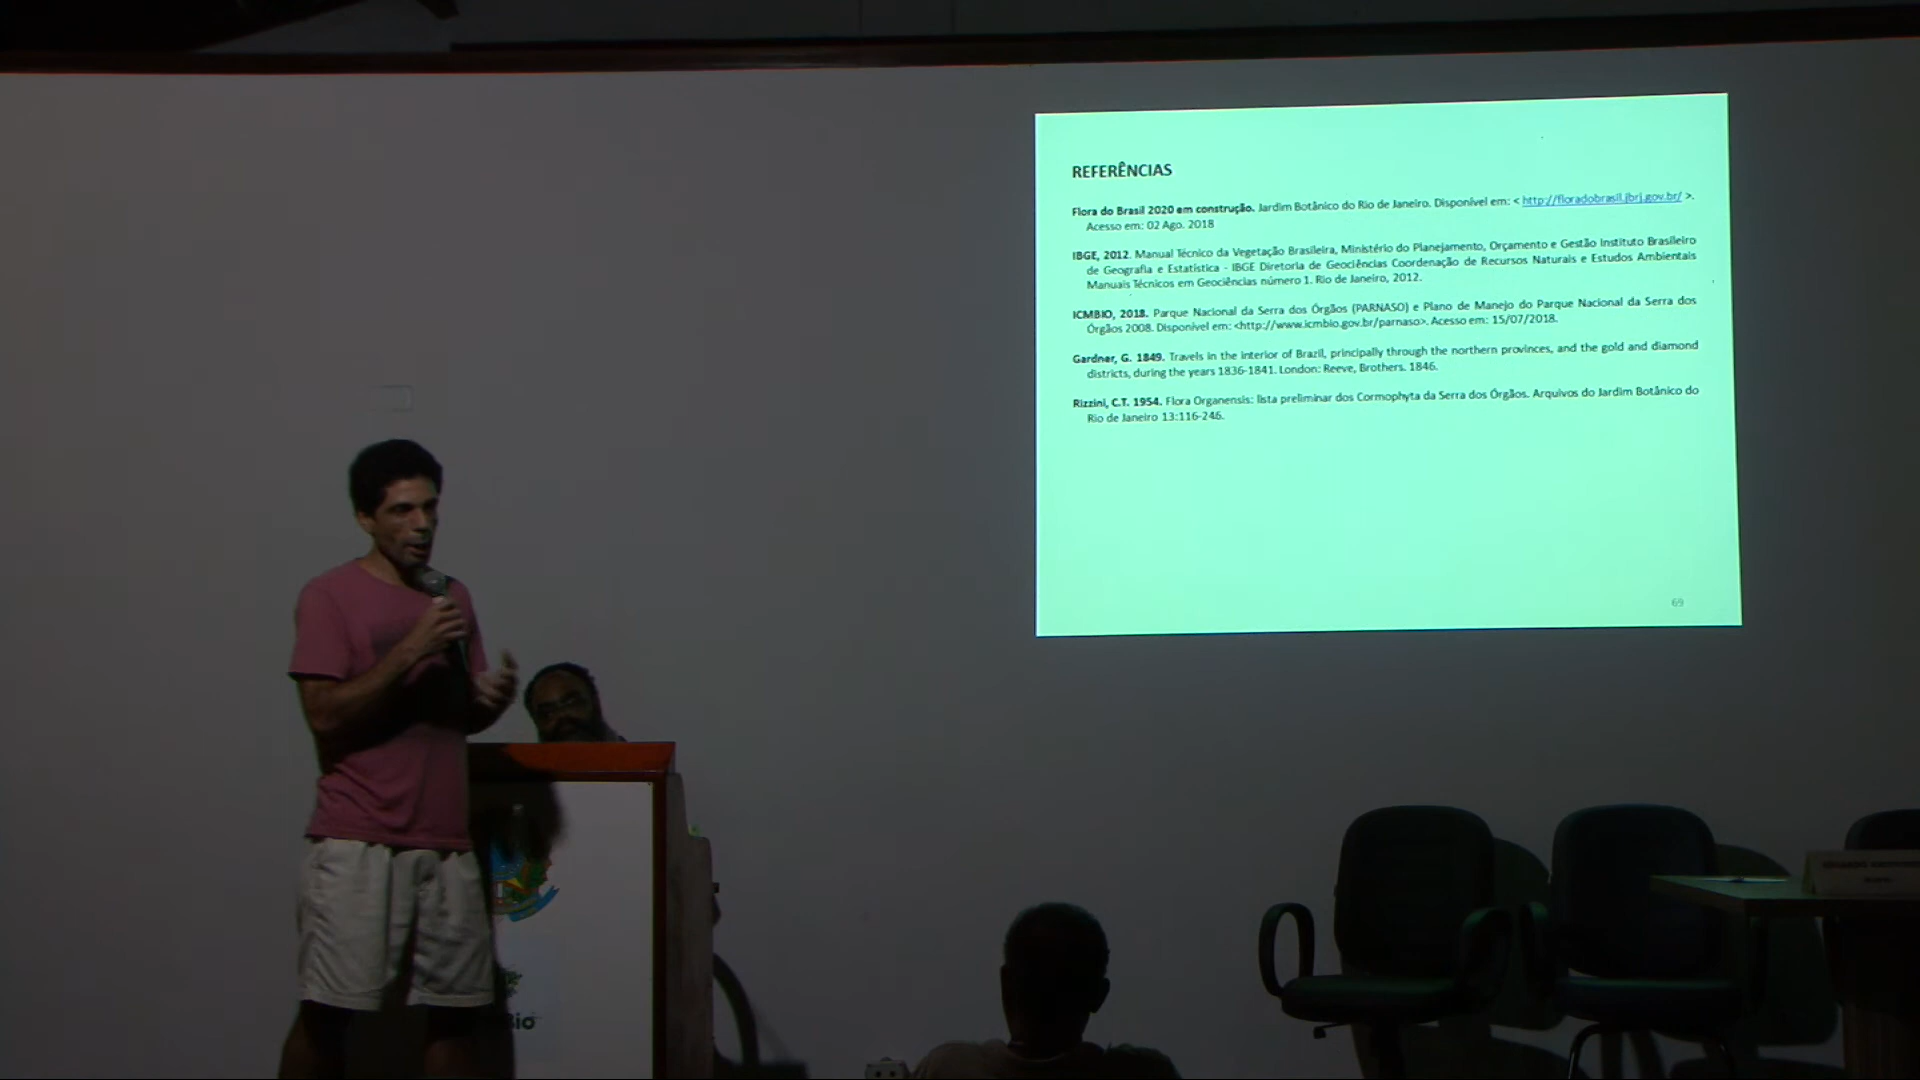 REFERÊNCIAS
Flora do Brasil 2020 em construção. Jardim Botânico do Rio de Janeiro. Disponível em: < http://floradobrasil.jbrj.gov.br/ >.
Acesso em: 02 Ago. 2018
IBGE, 2012. Manual Técnico da Vegetação Brasileira, Ministério do Planejamento, Orçamento e Gestão Instituto Brasileiro
de Geografia e Estatística - IBGE Diretoria de Geociências Coordenação de Recursos Naturais e Estudos Ambientais
Manuais Técnicos em Geociências número 1. Rio de Janeiro, 2012.
ICMBIO, 2018. Parque Nacional da Serra dos Órgãos (PARNASO) e Plano de Manejo do Parque Nacional da Serra dos
Órgãos 2008. Disponível em: <http://www.icmbio.gov.br/parnaso>. Acesso em: 15/07/2018.
Gardner, G. 1849. Travels in the interior of Brazil, principally through the northern provinces, and the gold and diamond
districts, during the years 1836-1841. London: Reeve, Brothers. 1846.
Rizzini, C.T. 1954. Flora Organensis: lista preliminar dos Cormophyta da Serra dos Órgãos. Arquivos do Jardim Botânico do
Rio de Janeiro 13:116-246.
69
Bio